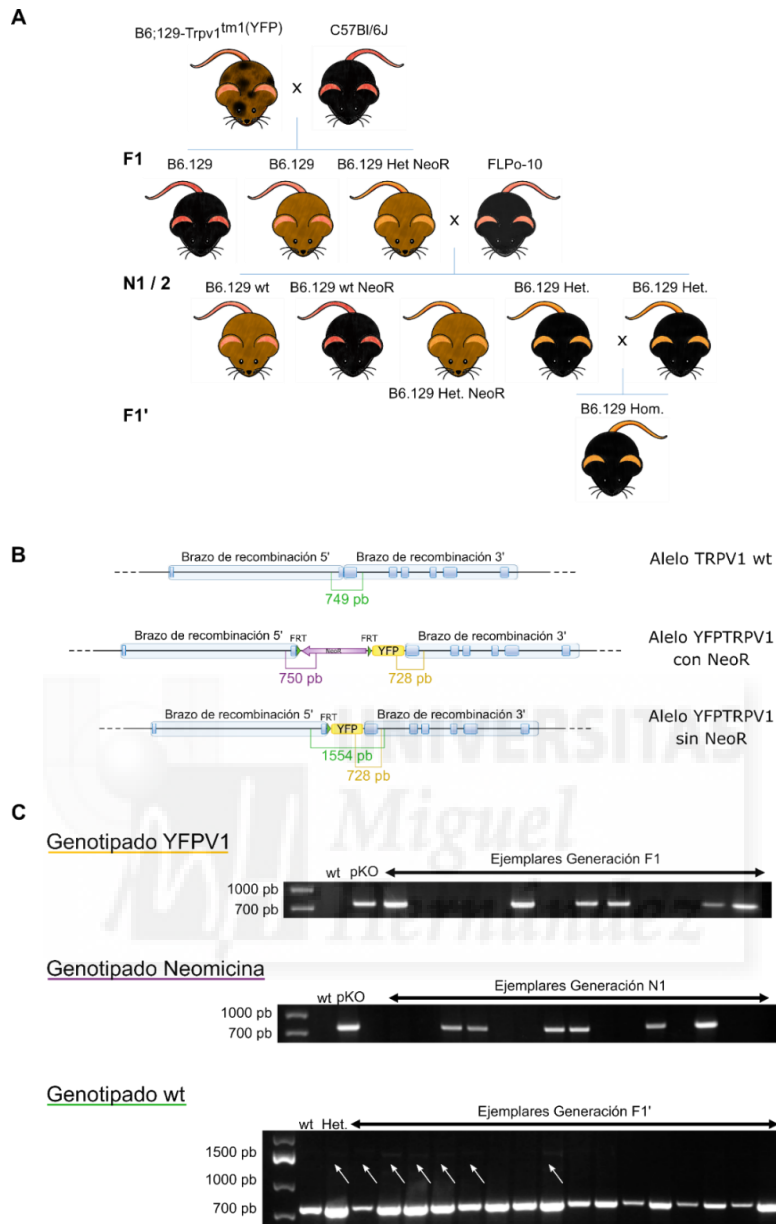 A
B6;129-Trpv1tm1(YFP)
C57Bl/6J
x
F1
B6.129
B6.129
B6.129 Het NeoR
FLPo-10
x
N1 / 2
B6.129 wt
B6.129 wt NeoR
B6.129 Het.
B6.129 Het.
x
B6.129 Het. NeoR
F1'
B6.129 Hom.
B
Brazo de recombinación 5'
Brazo de recombinación 3'
Alelo TRPV1 wt
749 pb
Brazo de recombinación 5'
FRT
FRT
Brazo de recombinación 3'
NeoR
YFP
Alelo YFPTRPV1
con NeoR
750 pb
728 pb
Brazo de recombinación 5'
FRT
Brazo de recombinación 3'
YFP
Alelo YFPTRPV1
sin NeoR
1554 pb
728 pb
UNIVERSITAS
Miguel
Hernández
C
Genotipado YFPV1
wt pKO
Ejemplares Generación F1
1000 pb
700 pb
Genotipado Neomicina
wt pKO
Ejemplares Generación N1
1000 pb
700 pb
Genotipado wt
wt Het.
Ejemplares Generación F1'
1500 pb
1000 pb
700 pb